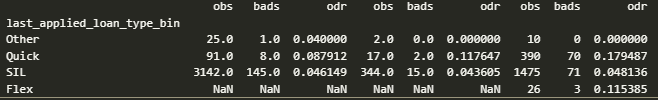 obs bads odr obs bads odr obs bads odr
last_applied_loan_type_bin
Other 25.0 1.0 0.040000 2.0 0.0 0.000000 10 0 0.000000
Quick 91.0 8.0 0.087912 17.0 2.0 0.117647 390 70 0.179487
SIL 3142.0 145.0 0.046149 344.0 15.0 0.043605 1475 71 0.048136
Flex NaN NaN NaN NaN NaN NaN 26 3 0.115385